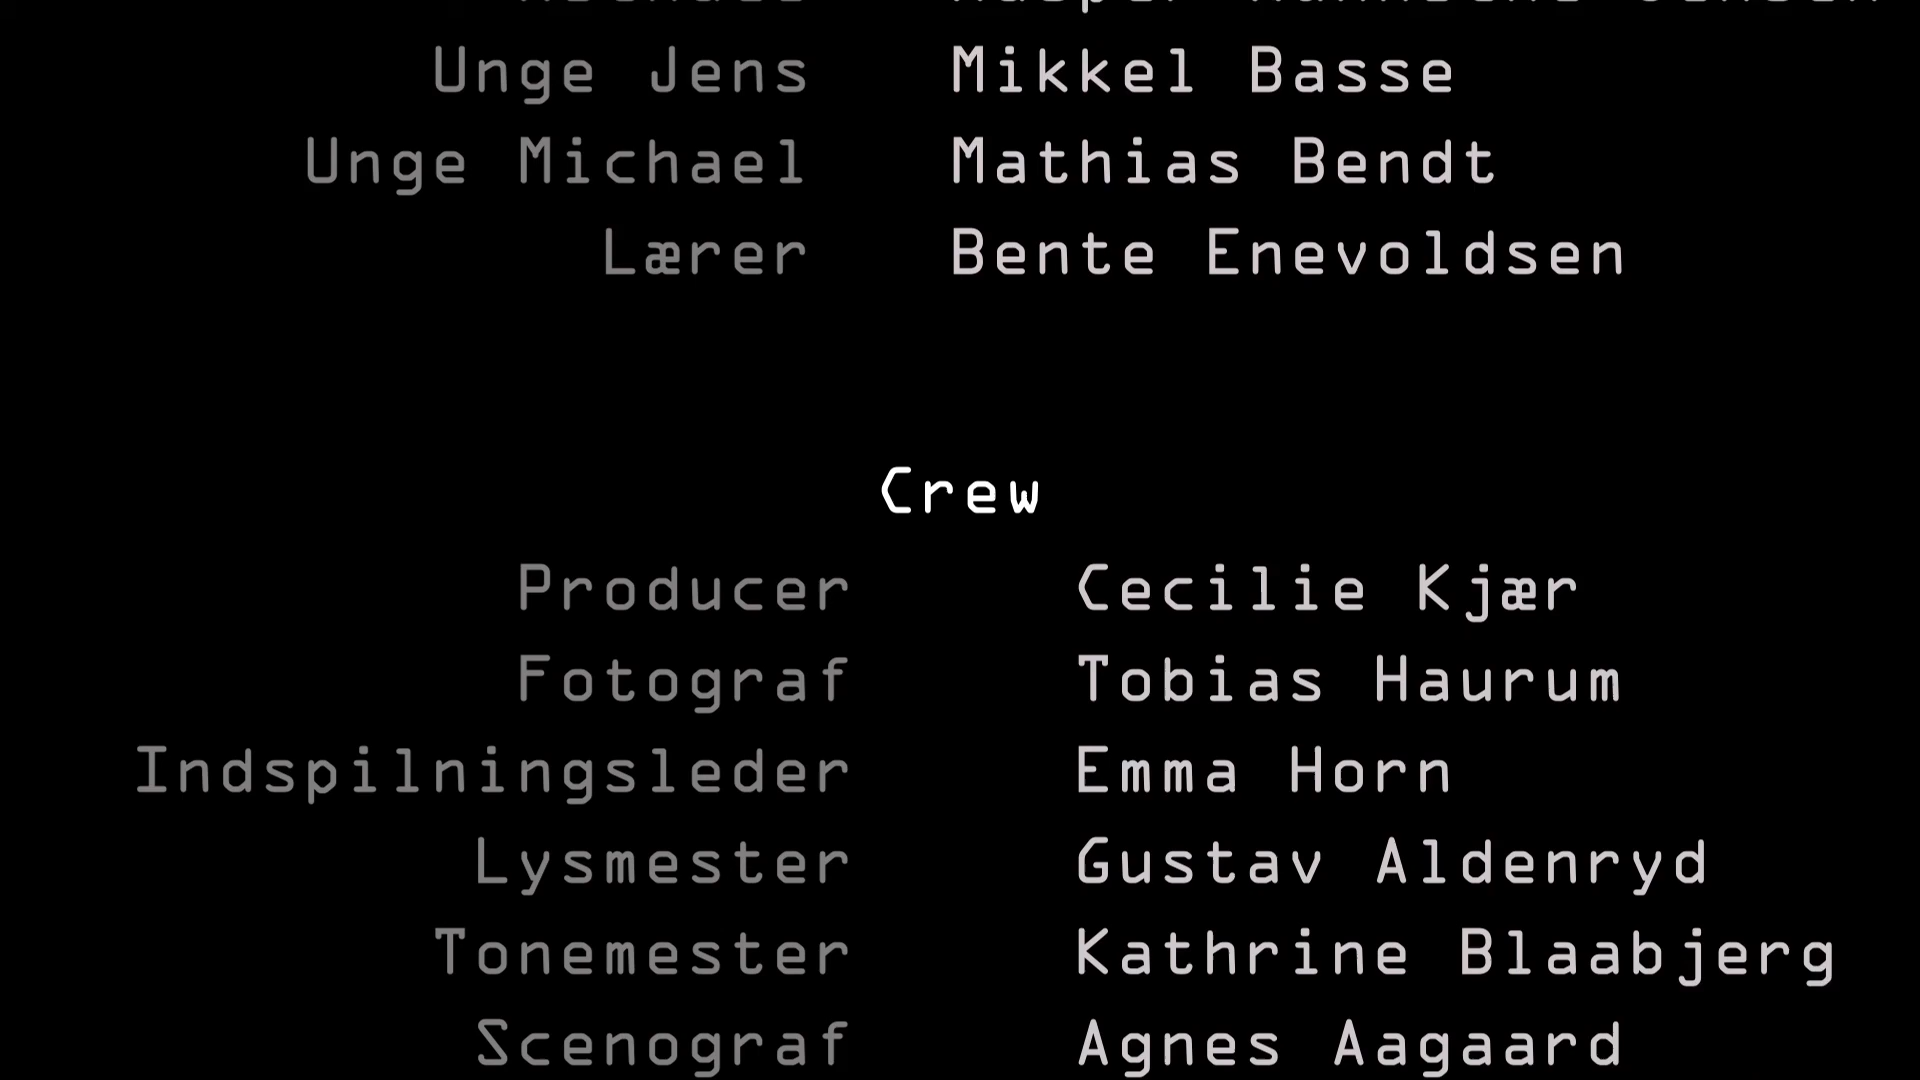 Unge Jens Mikkel Basse
Unge Michael Mathias Bendt
Lærer Bente Enevoldsen
Crew
Producer Cecilie Kjær
Fotograf Tobias Haurum
Indspilningsleder Emma Horn
Lysmester Gustav Aldenryd
Tonemester Kathrine Blaabjerg
Scenograf Agnes Aagaard